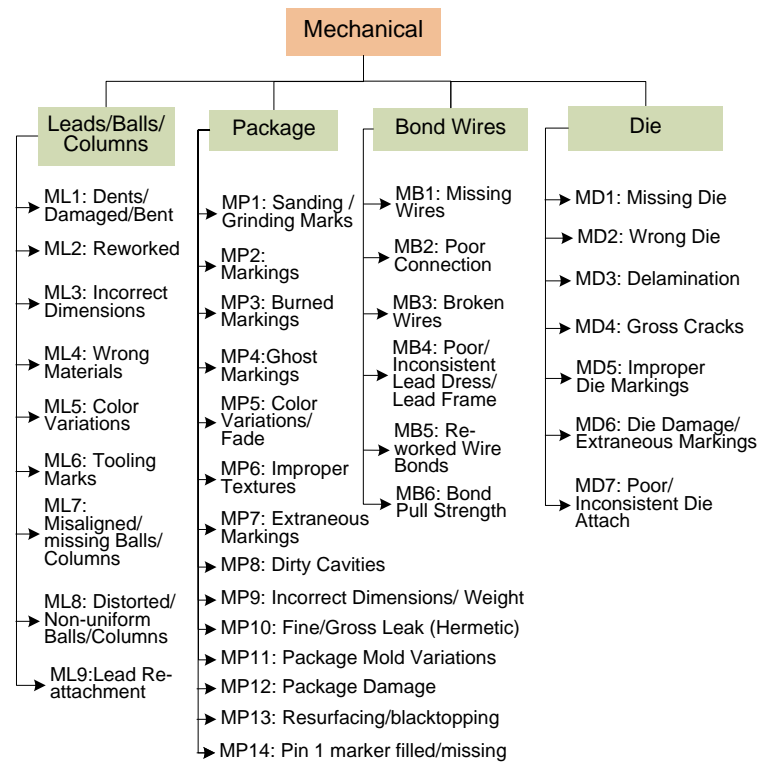 Mechanical
Leads/Balls/
Columns
ML1: Dents/
Damaged/Bent
ML2: Reworked
ML3: Incorrect
Dimensions
ML4: Wrong
Materials
ML5: Color
Variations
ML6: Tooling
Marks
ML7:
Misaligned/
missing Balls/
Columns
ML8: Distorted/
Non-uniform
Balls/Columns
ML9:Lead Re-
attachment
Package
MP1: Sanding /
Grinding Marks
MP2:
Markings
MP3: Burned
Markings
MP4:Ghost
Markings
MP5: Color
Variations/
Fade
MP6: Improper
Textures
MP7: Extraneous
Markings
MP8: Dirty Cavities
MP9: Incorrect Dimensions/ Weight
MP10: Fine/Gross Leak (Hermetic)
MP11: Package Mold Variations
MP12: Package Damage
MP13: Resurfacing/blacktopping
MP14: Pin 1 marker filled/missing
Bond Wires
MB1: Missing
Wires
MB2: Poor
Connection
MB3: Broken
Wires
MB4: Poor/
Inconsistent
Lead Dress/
Lead Frame
MB5: Re-
worked Wire
Bonds
MB6: Bond
Pull Strength
Die
MD1: Missing Die
MD2: Wrong Die
MD3: Delamination
MD4: Gross Cracks
MD5: Improper
Die Markings
MD6: Die Damage/
Extraneous Markings
MD7: Poor/
Inconsistent Die
Attach